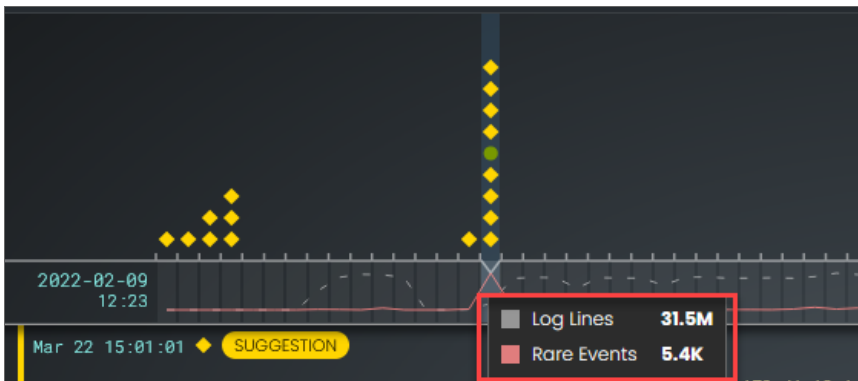 2022-02-09
12:23
Log Lines 31.5M
Rare Events 5.4K
Mar 22 15:01:01 SUGGESTION